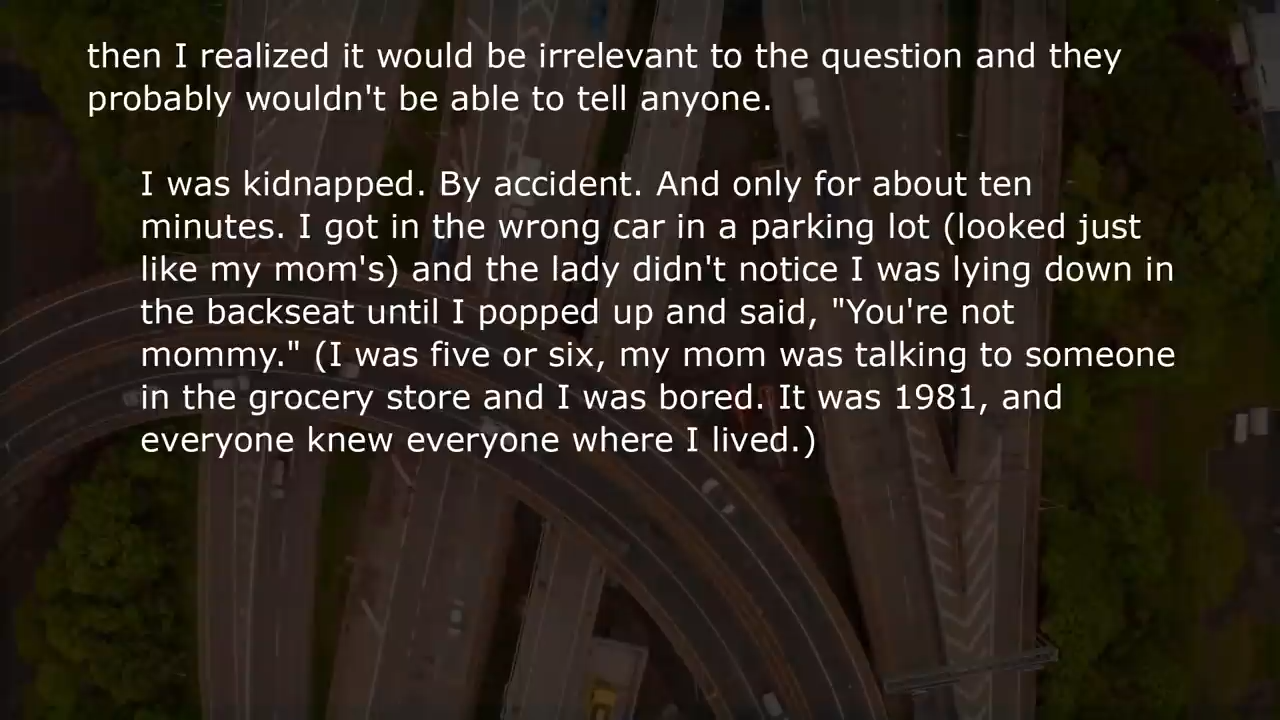 then I realized it would be irrelevant to the question and they
probably wouldn't be able to tell anyone.
I was kidnapped. By accident. And only for about ten
minutes. I got in the wrong car in a parking lot (looked just
like my mom's) and the lady didn't notice I was lying down in
the backseat until I popped up and said, "You're not
mommy." (I was five or six, my mom was talking to someone
in the grocery store and I was bored. It was 1981, and
everyone knew everyone where I lived.)